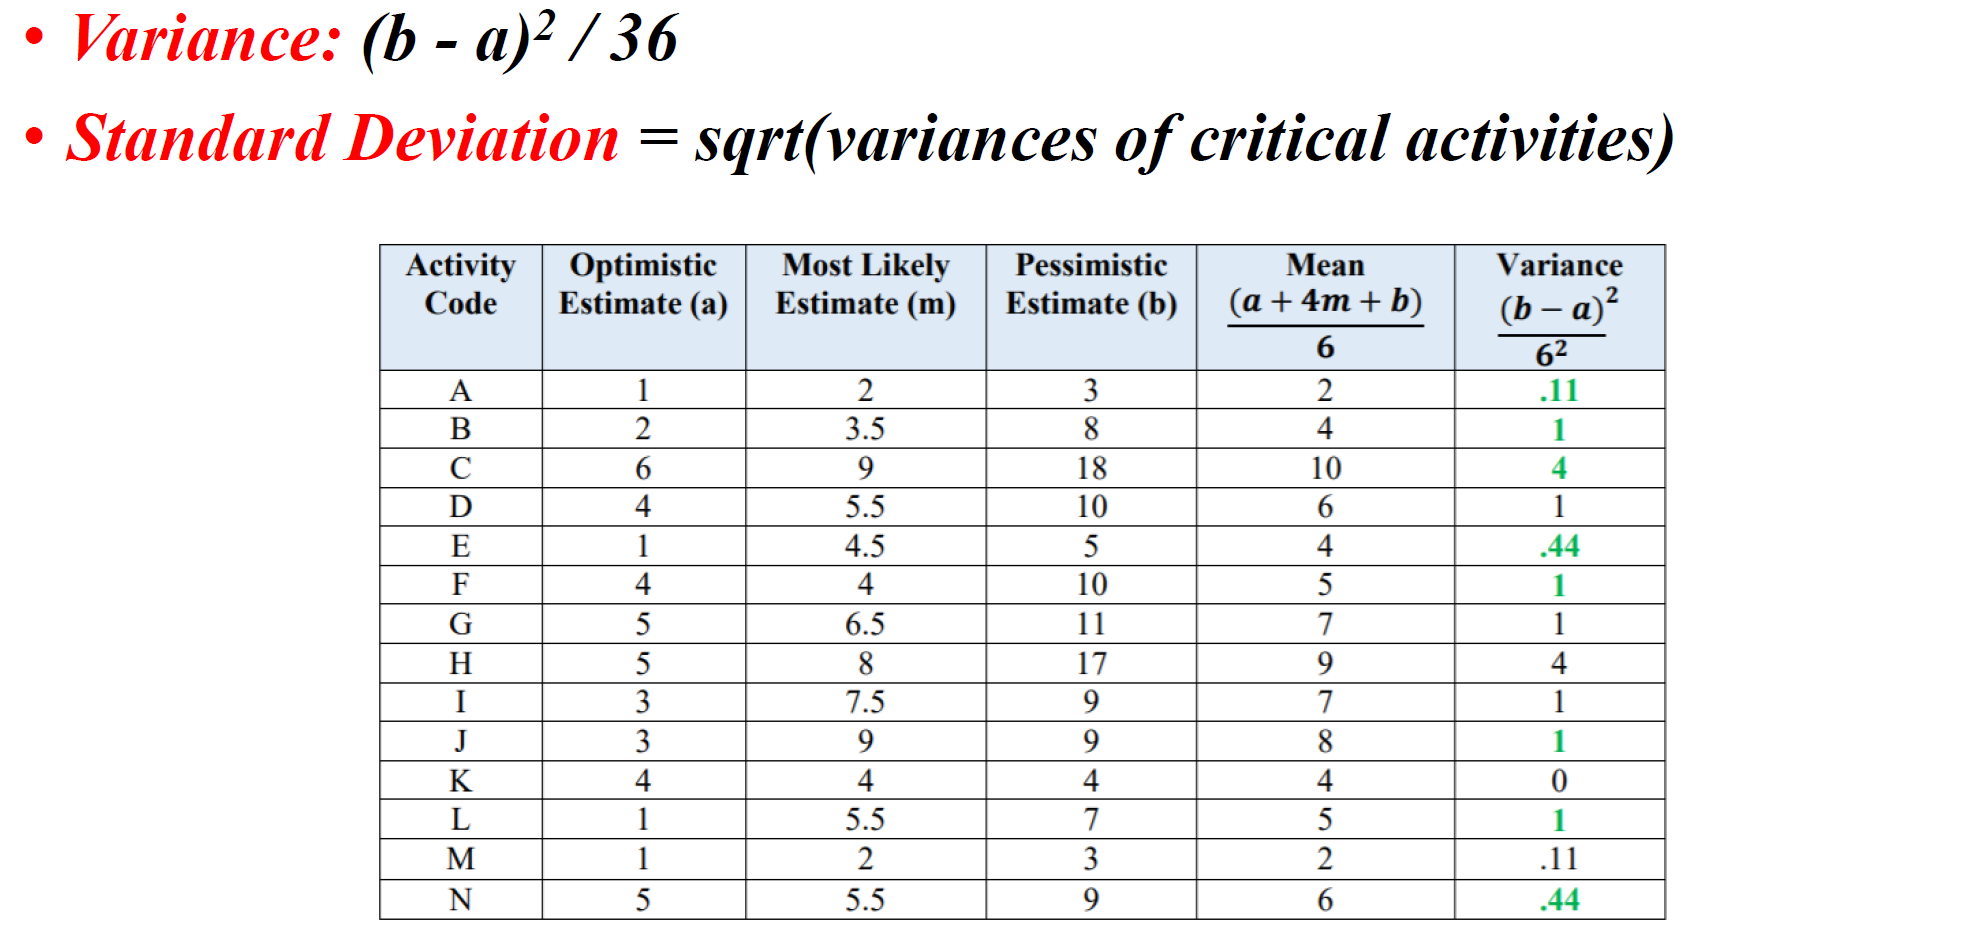 • Variance: (b - a)² / 36
• Standard Deviation = sqrt(variances of critical activities)
Activity Code Optimistic Estimate (a) Most Likely Estimate (m) Pessimistic Estimate (b) Mean (a + 4m + b) / 6 Variance (b − a)² / 6²
A 1 2 3 2 .11
B 2 3.5 8 4 1
C 6 9 18 10 4
D 4 5.5 10 6 1
E 1 4.5 5 4 .44
F 4 4 10 5 1
G 5 6.5 11 7 1
H 5 8 17 9 4
I 3 7.5 9 7 1
J 3 9 9 8 1
K 4 4 4 4 0
L 1 5.5 7 5 1
M 1 2 3 2 .11
N 5 5.5 9 6 .44